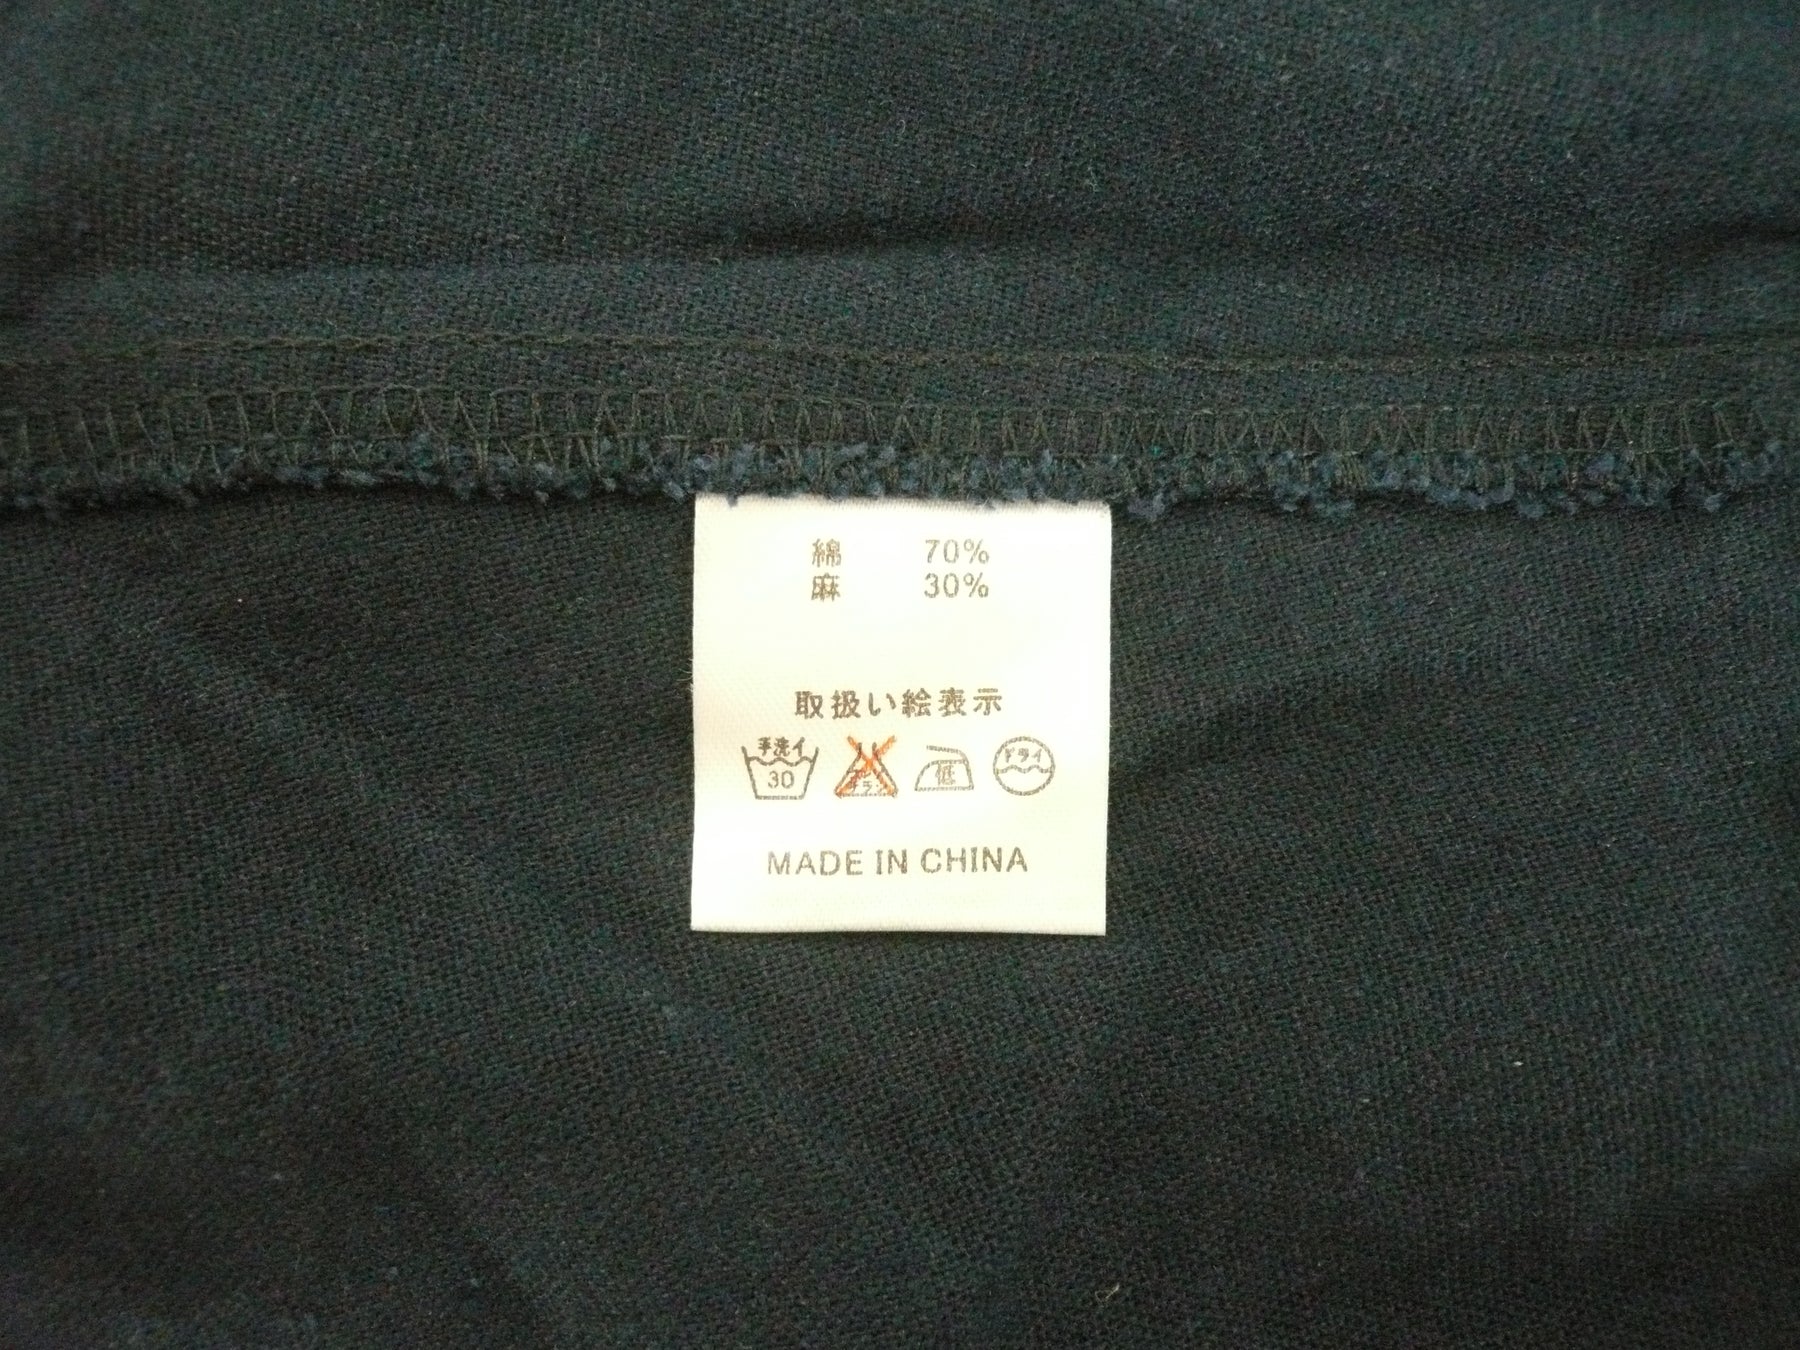 綿 70%
麻 30%
取扱い絵表示
手洗イ 30 低 ドライ
MADE IN CHINA